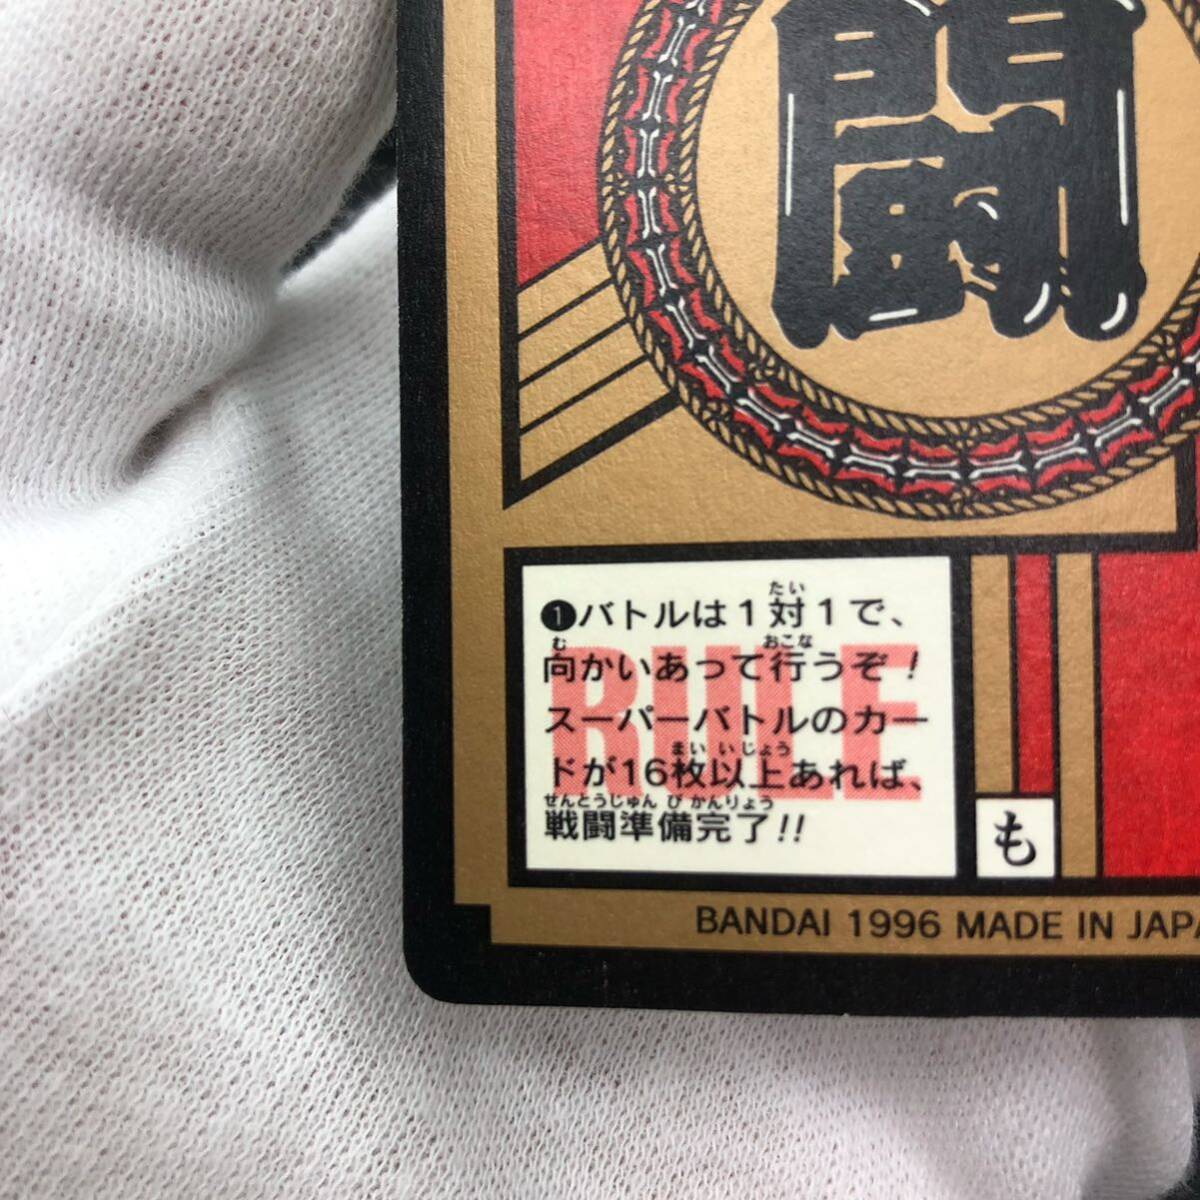 闘
RULE
❶バトルは1対1で、
向かいあって行うぞ!
スーパーバトルのカー
ドが16枚以上あれば、
戦闘準備完了!!
も
BANDAI 1996 MADE IN JAPA